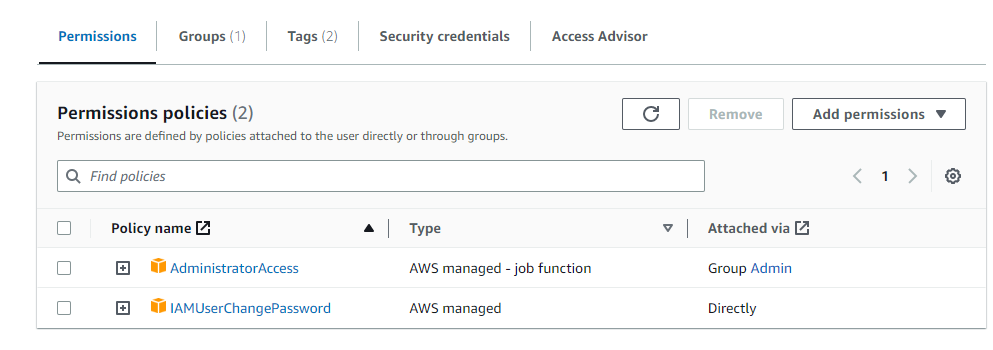 Permissions Groups (1) Tags (2) Security credentials Access Advisor
Permissions policies (2)
Remove
Add permissions
Permissions are defined by policies attached to the user directly or through groups.
Find policies
1
Policy name Type Attached via
AdministratorAccess AWS managed - job function Group Admin
IAMUserChangePassword AWS managed Directly